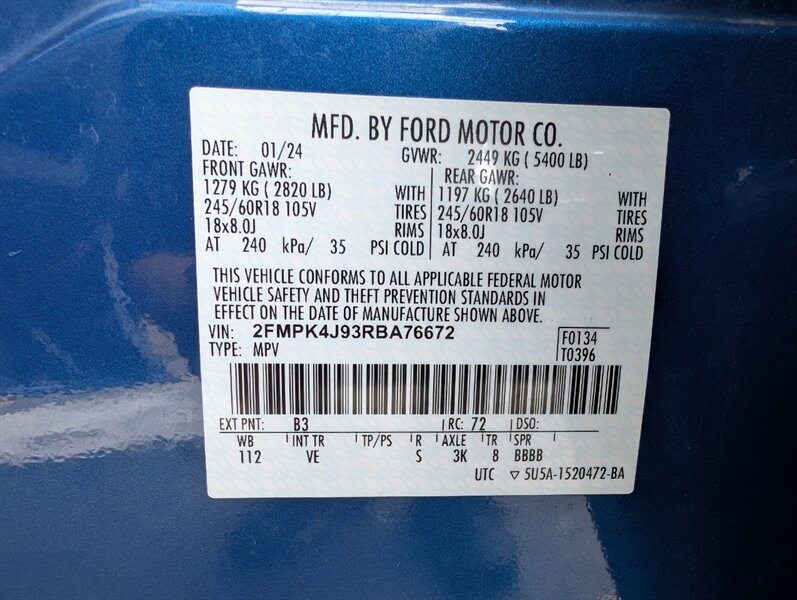 MFD. BY FORD MOTOR CO.
DATE: 01/24 GVWR: 2449 KG ( 5400 LB)
FRONT GAWR: REAR GAWR:
1279 KG ( 2820 LB) WITH 1197 KG ( 2640 LB) WITH
245/60R18 105V TIRES 245/60R18 105V TIRES
18x8.0J RIMS 18x8.0J RIMS
AT 240 kPa/ 35 PSI COLD AT 240 kPa/ 35 PSI COLD
THIS VEHICLE CONFORMS TO ALL APPLICABLE FEDERAL MOTOR
VEHICLE SAFETY AND THEFT PREVENTION STANDARDS IN
EFFECT ON THE DATE OF MANUFACTURE SHOWN ABOVE.
VIN: 2FMPK4J93RBA76672 F0134
TYPE: MPV T0396
EXT PNT: B3 RC: 72 DSO:
WB INT TR TP/PS R AXLE TR SPR
112 VE S 3K 8 BBBB
UTC ▽ 5U5A-1520472-BA